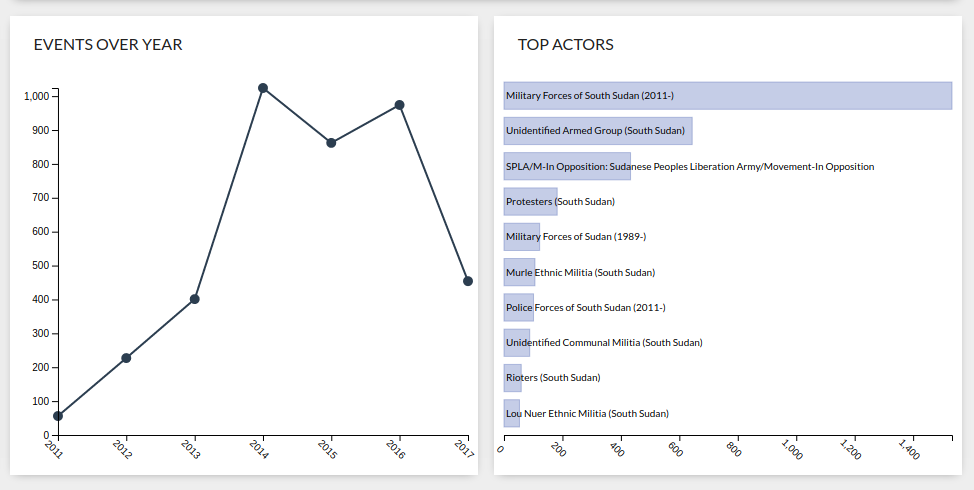 EVENTS OVER YEAR
1,000
900
800
700
600
500
400
300
200
100
0
2011
2012
2013
2014
2015
2016
2017
TOP ACTORS
Military Forces of South Sudan (2011-)
Unidentified Armed Group (South Sudan)
SPLA/M-In Opposition: Sudanese Peoples Liberation Army/Movement-In Opposition
Protesters (South Sudan)
Military Forces of Sudan (1989-)
Murle Ethnic Militia (South Sudan)
Police Forces of South Sudan (2011-)
Unidentified Communal Militia (South Sudan)
Rioters (South Sudan)
Lou Nuer Ethnic Militia (South Sudan)
0
200
400
600
800
1,000
1,200
1,400